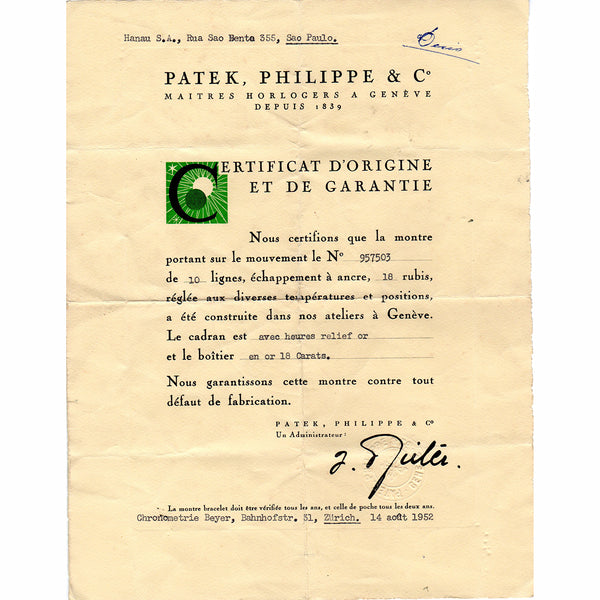 Hanau S.A., Rua Sao Bento 355, Sao Paulo.
PATEK, PHILIPPE & Cº
MAITRES HORLOGERS A GENÈVE
DEPUIS 1839
CERTIFICAT D'ORIGINE
ET DE GARANTIE
Nous certifions que la montre
portant sur le mouvement le Nº 957503
de 10 lignes, échappement à ancre, 18 rubis,
réglée aux diverses températures et positions,
a été construite dans nos ateliers à Genève.
Le cadran est avec heures relief or
et le boîtier en or 18 Carats.
Nous garantissons cette montre contre tout
défaut de fabrication.
PATEK, PHILIPPE & Cº
Un Administrateur:
La montre bracelet doit être vérifiée tous les ans, et celle de poche tous les deux ans.
Chronometrie Beyer, Bahnhofstr. 31, Zürich. 14 août 1952